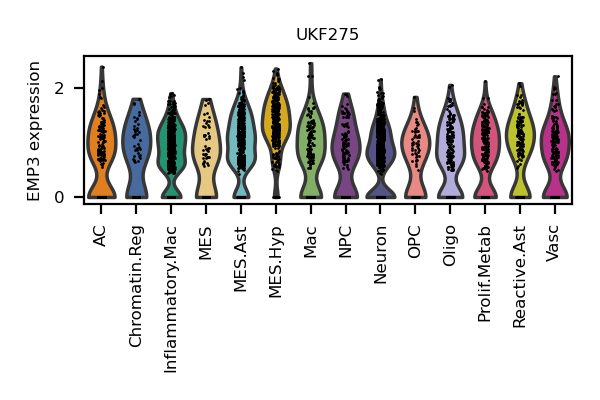 UKF275
EMP3 expression
2
0
AC
Chromatin.Reg
Inflammatory.Mac
MES
MES.Ast
MES.Hyp
Mac
NPC
Neuron
OPC
Oligo
Prolif.Metab
Reactive.Ast
Vasc